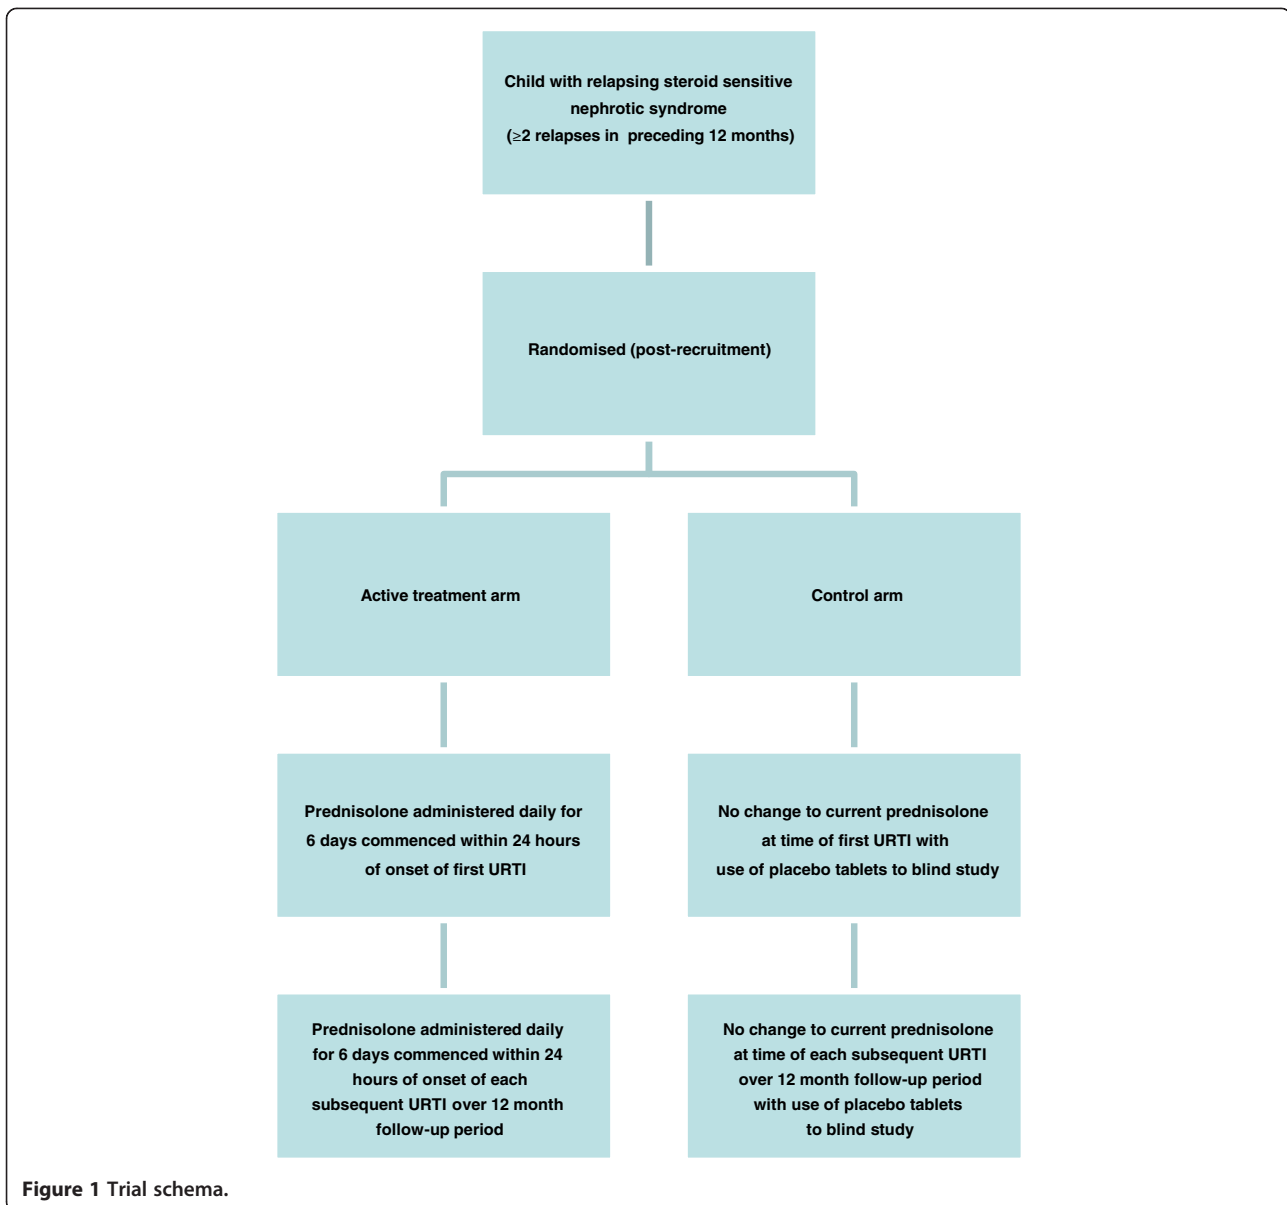 Child with relapsing steroid sensitive
nephrotic syndrome
(≥2 relapses in preceding 12 months)
Randomised (post-recruitment)
Active treatment arm
Control arm
Prednisolone administered daily for
6 days commenced within 24 hours
of onset of first URTI
No change to current prednisolone
at time of first URTI with
use of placebo tablets to blind study
Prednisolone administered daily
for 6 days commenced within 24
hours of onset of each
subsequent URTI over 12 month
follow-up period
No change to current prednisolone
at time of each subsequent URTI
over 12 month follow-up period
with use of placebo tablets
to blind study
Figure 1 Trial schema.